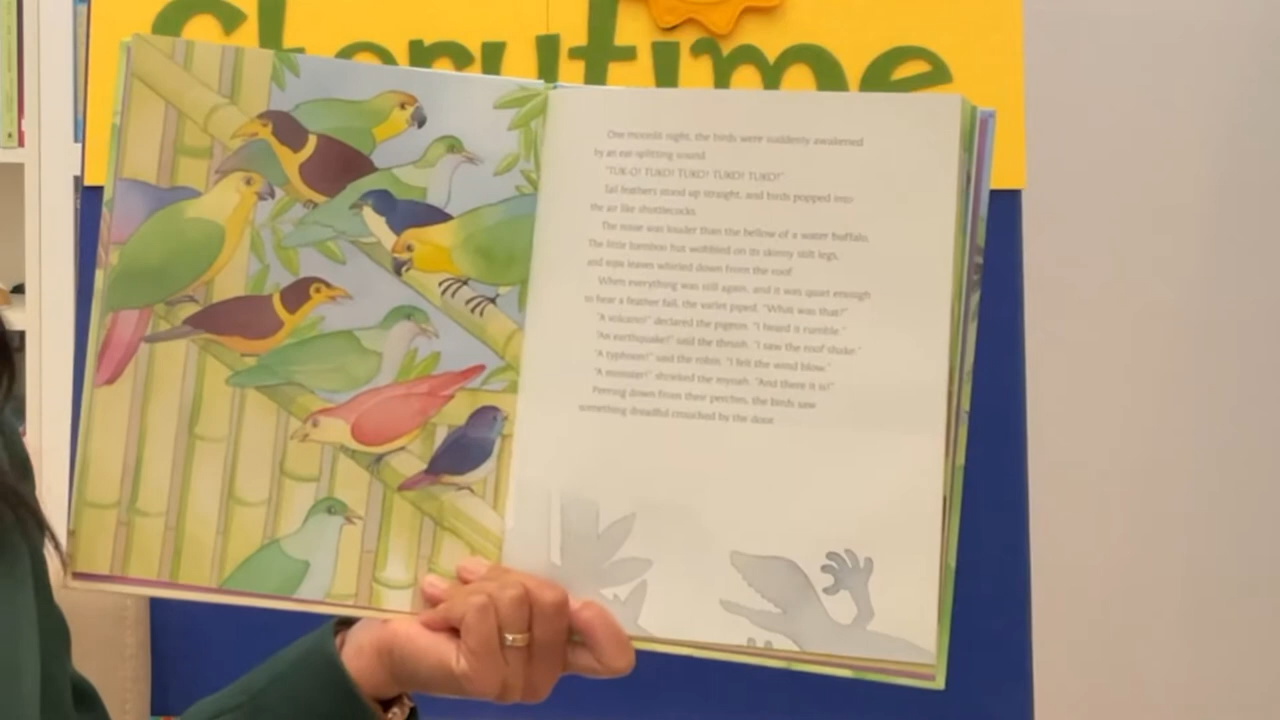 Storytime
One moonlit night, the birds were suddenly awakened
by an ear-splitting sound.
"TUK-O! TUKO! TUKO! TUKO! TUKO!"
Tail feathers stood up straight, and birds popped into
the air like shuttlecocks.
The noise was louder than the bellow of a water buffalo.
The little bamboo hut wobbled on its skinny stilt legs,
and nipa leaves whirled down from the roof.
When everything was still again, and it was quiet enough
to hear a feather fall, the variet piped, "What was that?"
"A volcano!" declared the pigeon. "I heard it rumble."
"An earthquake!" said the thrush. "I saw the roof shake."
"A typhoon!" said the robin. "I felt the wind blow."
"A monster!" shrieked the mynah. "And there it is!"
Peering down from their perches, the birds saw
something dreadful crouched by the door.